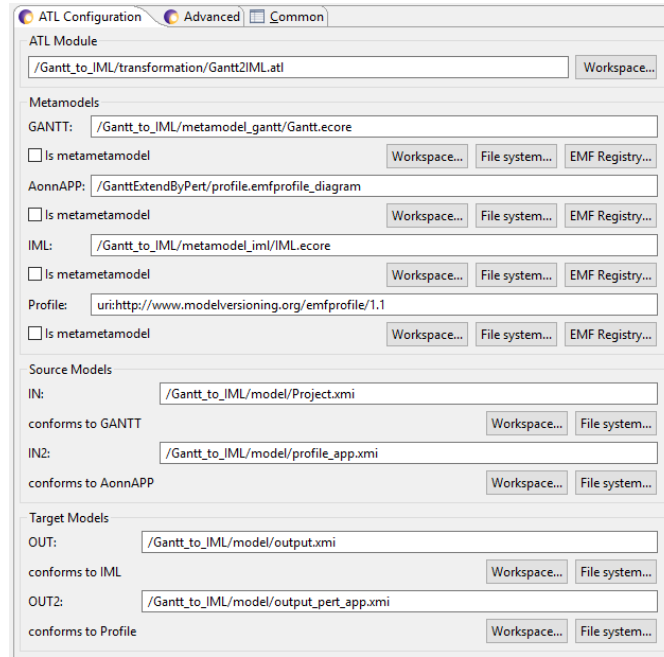 ATL Configuration Advanced Common
ATL Module
/Gantt_to_IML/transformation/Gantt2IML.atl Workspace...
Metamodels
GANTT: /Gantt_to_IML/metamodel_gantt/Gantt.ecore
Is metametamodel Workspace... File system... EMF Registry...
AonnAPP: /GanttExtendByPert/profile.emfprofile_diagram
Is metametamodel Workspace... File system... EMF Registry...
IML: /Gantt_to_IML/metamodel_iml/IML.ecore
Is metametamodel Workspace... File system... EMF Registry...
Profile: uri:http://www.modelversioning.org/emfprofile/1.1
Is metametamodel Workspace... File system... EMF Registry...
Source Models
IN: /Gantt_to_IML/model/Project.xmi
conforms to GANTT Workspace... File system...
IN2: /Gantt_to_IML/model/profile_app.xmi
conforms to AonnAPP Workspace... File system...
Target Models
OUT: /Gantt_to_IML/model/output.xmi
conforms to IML Workspace... File system...
OUT2: /Gantt_to_IML/model/output_pert_app.xmi
conforms to Profile Workspace... File system...